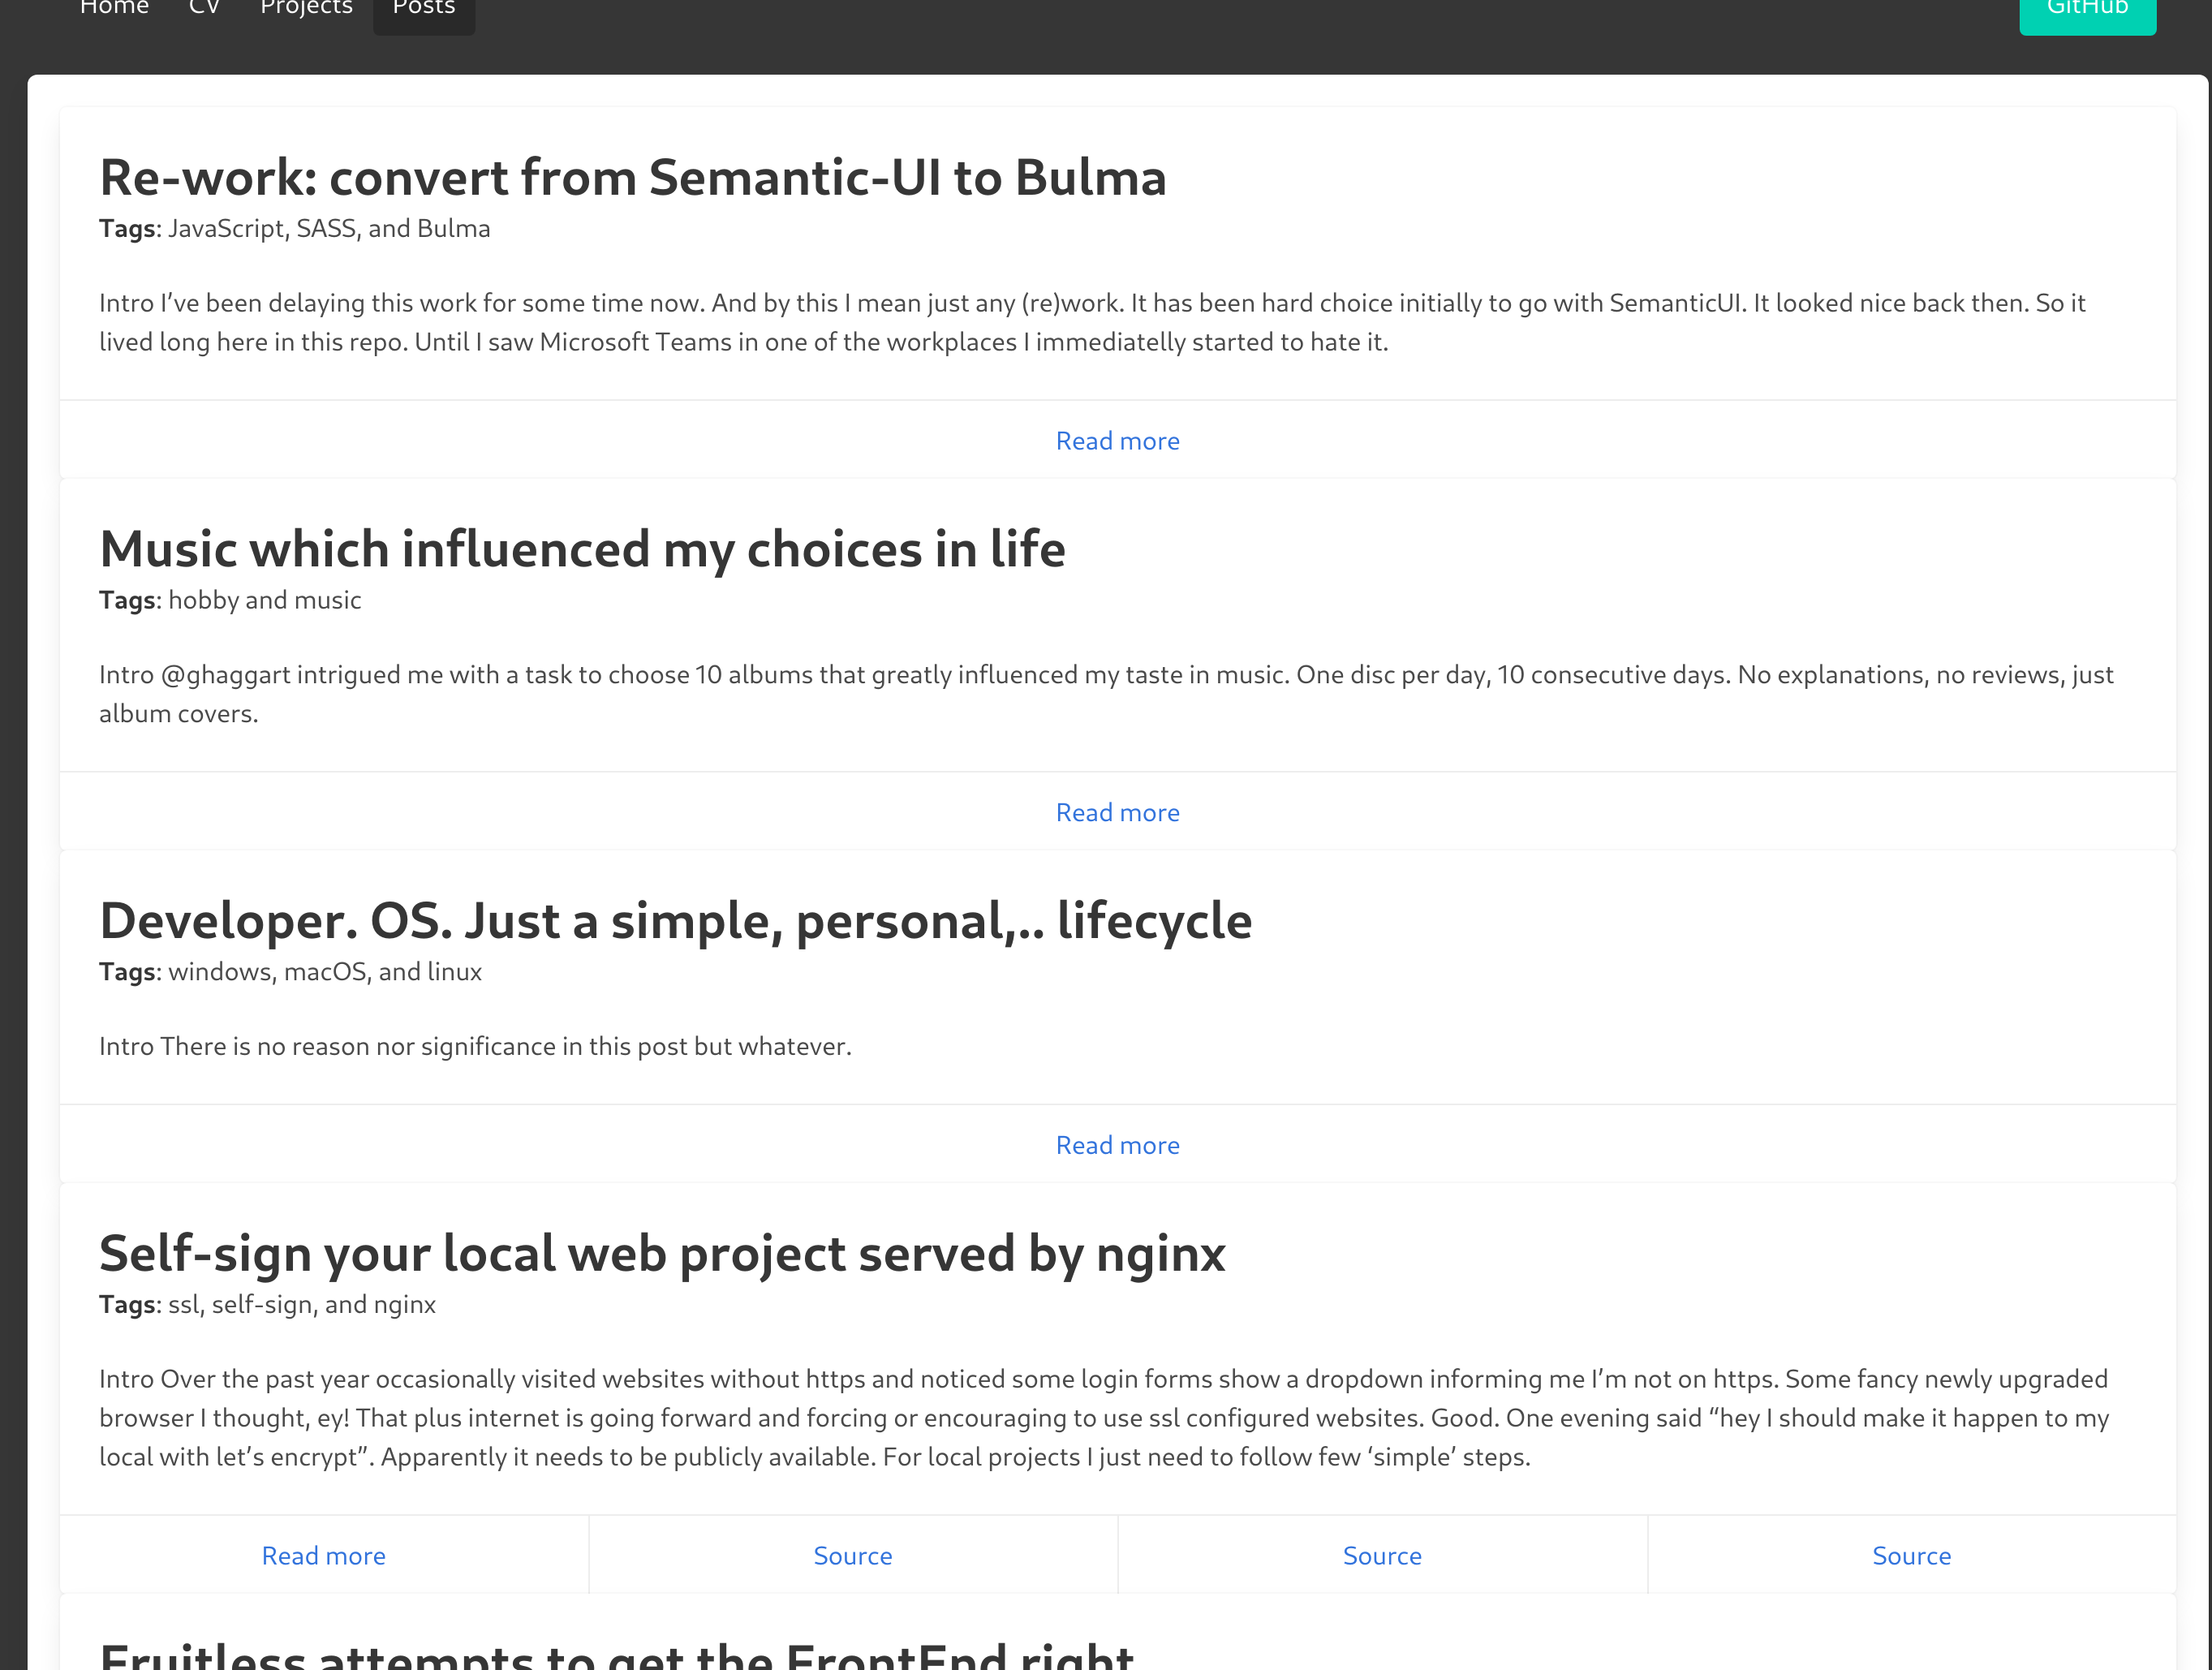 Home CV Projects Posts GitHub
Re-work: convert from Semantic-UI to Bulma
Tags: JavaScript, SASS, and Bulma
Intro I’ve been delaying this work for some time now. And by this I mean just any (re)work. It has been hard choice initially to go with SemanticUI. It looked nice back then. So it
lived long here in this repo. Until I saw Microsoft Teams in one of the workplaces I immediatelly started to hate it.
Read more
Music which influenced my choices in life
Tags: hobby and music
Intro @ghaggart intrigued me with a task to choose 10 albums that greatly influenced my taste in music. One disc per day, 10 consecutive days. No explanations, no reviews, just
album covers.
Read more
Developer. OS. Just a simple, personal,.. lifecycle
Tags: windows, macOS, and linux
Intro There is no reason nor significance in this post but whatever.
Read more
Self-sign your local web project served by nginx
Tags: ssl, self-sign, and nginx
Intro Over the past year occasionally visited websites without https and noticed some login forms show a dropdown informing me I’m not on https. Some fancy newly upgraded
browser I thought, ey! That plus internet is going forward and forcing or encouraging to use ssl configured websites. Good. One evening said “hey I should make it happen to my
local with let’s encrypt”. Apparently it needs to be publicly available. For local projects I just need to follow few ‘simple’ steps.
Read more Source Source Source
Fruitless attempts to get the FrontEnd right